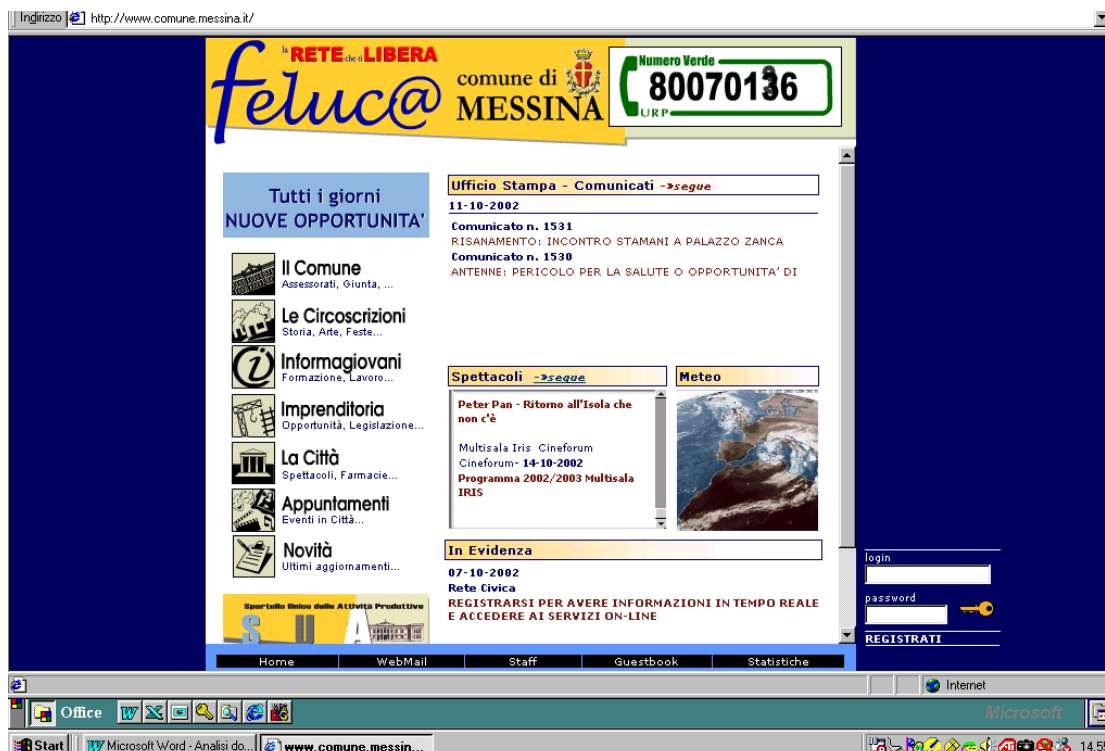 Indirizzo http://www.comune.messina.it/
la RETE che ti LIBERA
feluc@
comune di
MESSINA
Numero Verde
URP
Tutti i giorni
NUOVE OPPORTUNITA'
Il Comune
Assessorati, Giunta, ...
Le Circoscrizioni
Storia, Arte, Feste...
Informagiovani
Formazione, Lavoro...
Imprenditoria
Opportunità, Legislazione...
La Città
Spettacoli, Farmacie...
Appuntamenti
Eventi in Città...
Novità
Ultimi aggiornamenti...
Sportello Unico delle Attività Produttive
S U A
Ufficio Stampa - Comunicati ->segue
11-10-2002
Comunicato n. 1531
RISANAMENTO: INCONTRO STAMANI A PALAZZO ZANCA
Comunicato n. 1530
ANTENNE: PERICOLO PER LA SALUTE O OPPORTUNITA' DI
Spettacoli ->segue
Peter Pan - Ritorno all'Isola che
non c'è
Multisala Iris Cineforum
Cineforum- 14-10-2002
Programma 2002/2003 Multisala
IRIS
Meteo
In Evidenza
07-10-2002
Rete Civica
REGISTRARSI PER AVERE INFORMAZIONI IN TEMPO REALE
E ACCEDERE AI SERVIZI ON-LINE
login
password
REGISTRATI
Home WebMail Staff Guestbook Statistiche
Internet
Office
Microsoft
Start Microsoft Word - Analisi do... www.comune.messin...